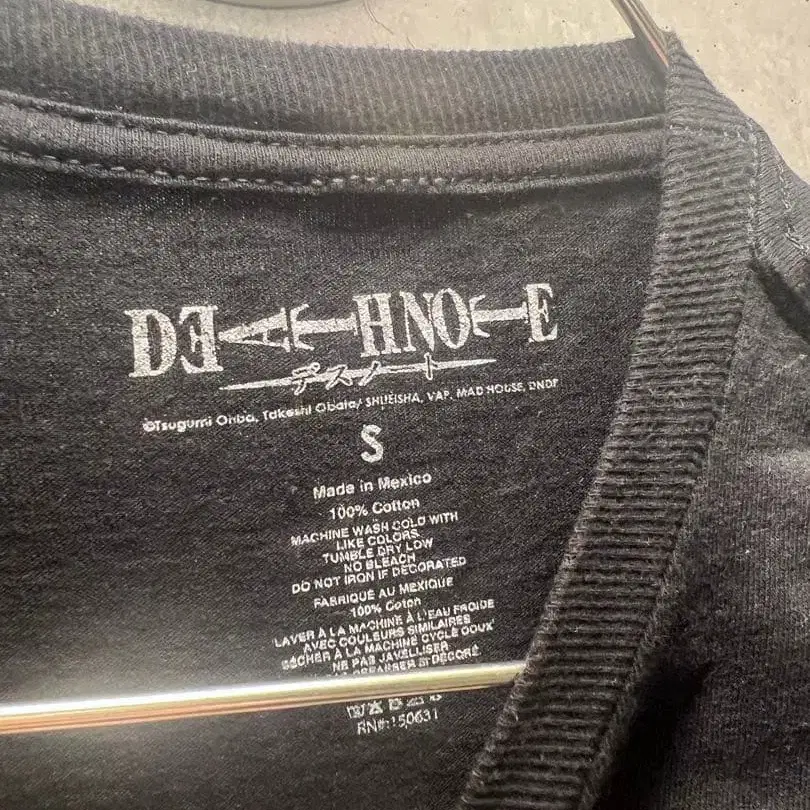 DEATHNOTE
デスノート
©Tsugumi Ohba, Takeshi Obata/ SHUEISHA, VAP, MADHOUSE, DNDP
S
Made in Mexico
100% Cotton
MACHINE WASH COLD WITH
LIKE COLORS
TUMBLE DRY LOW
NO BLEACH
DO NOT IRON IF DECORATED
FABRIQUÉ AU MEXIQUE
100% Coton
LAVER À LA MACHINE À L'EAU FROIDE
AVEC COULEURS SIMILAIRES
SÉCHER À LA MACHINE CYCLE DOUX
NE PAS JAVELLISER
SI DÉCORÉ
RN#:150631